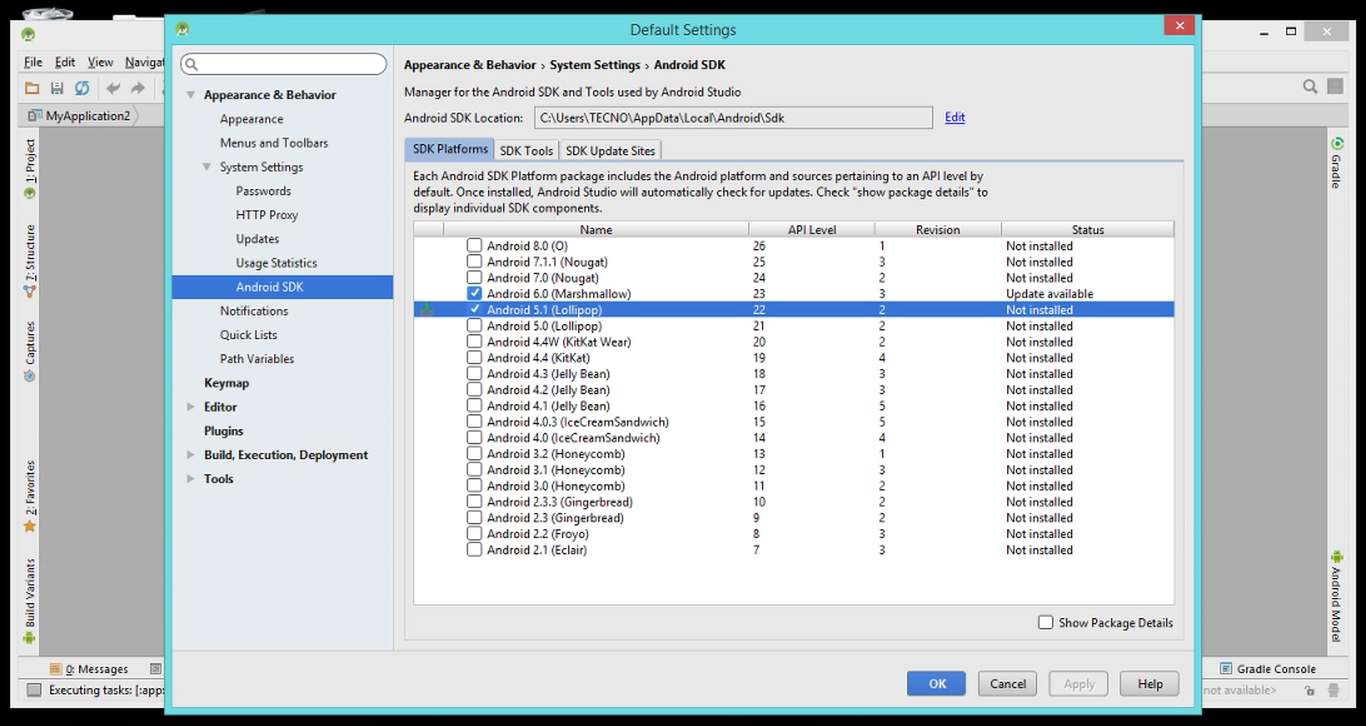 Default Settings
File Edit View Navigat
MyApplication2
1: Project
7: Structure
Captures
2: Favorites
Build Variants
Appearance & Behavior
Appearance
Menus and Toolbars
System Settings
Passwords
HTTP Proxy
Updates
Usage Statistics
Android SDK
Notifications
Quick Lists
Path Variables
Keymap
Editor
Plugins
Build, Execution, Deployment
Tools
Appearance & Behavior › System Settings › Android SDK
Manager for the Android SDK and Tools used by Android Studio
Android SDK Location: C:\Users\TECNO\AppData\Local\Android\Sdk Edit
SDK Platforms SDK Tools SDK Update Sites
Each Android SDK Platform package includes the Android platform and sources pertaining to an API level by
default. Once installed, Android Studio will automatically check for updates. Check "show package details" to
display individual SDK components.
Name API Level Revision Status
Android 8.0 (O) 26 1 Not installed
Android 7.1.1 (Nougat) 25 3 Not installed
Android 7.0 (Nougat) 24 2 Not installed
Android 6.0 (Marshmallow) 23 3 Update available
Android 5.1 (Lollipop) 22 2 Not installed
Android 5.0 (Lollipop) 21 2 Not installed
Android 4.4W (KitKat Wear) 20 2 Not installed
Android 4.4 (KitKat) 19 4 Not installed
Android 4.3 (Jelly Bean) 18 3 Not installed
Android 4.2 (Jelly Bean) 17 3 Not installed
Android 4.1 (Jelly Bean) 16 5 Not installed
Android 4.0.3 (IceCreamSandwich) 15 5 Not installed
Android 4.0 (IceCreamSandwich) 14 4 Not installed
Android 3.2 (Honeycomb) 13 1 Not installed
Android 3.1 (Honeycomb) 12 3 Not installed
Android 3.0 (Honeycomb) 11 2 Not installed
Android 2.3.3 (Gingerbread) 10 2 Not installed
Android 2.3 (Gingerbread) 9 2 Not installed
Android 2.2 (Froyo) 8 3 Not installed
Android 2.1 (Eclair) 7 3 Not installed
Show Package Details
OK Cancel Apply Help
Gradle
Android Model
0: Messages
Gradle Console
Executing tasks: [:app:
not available>